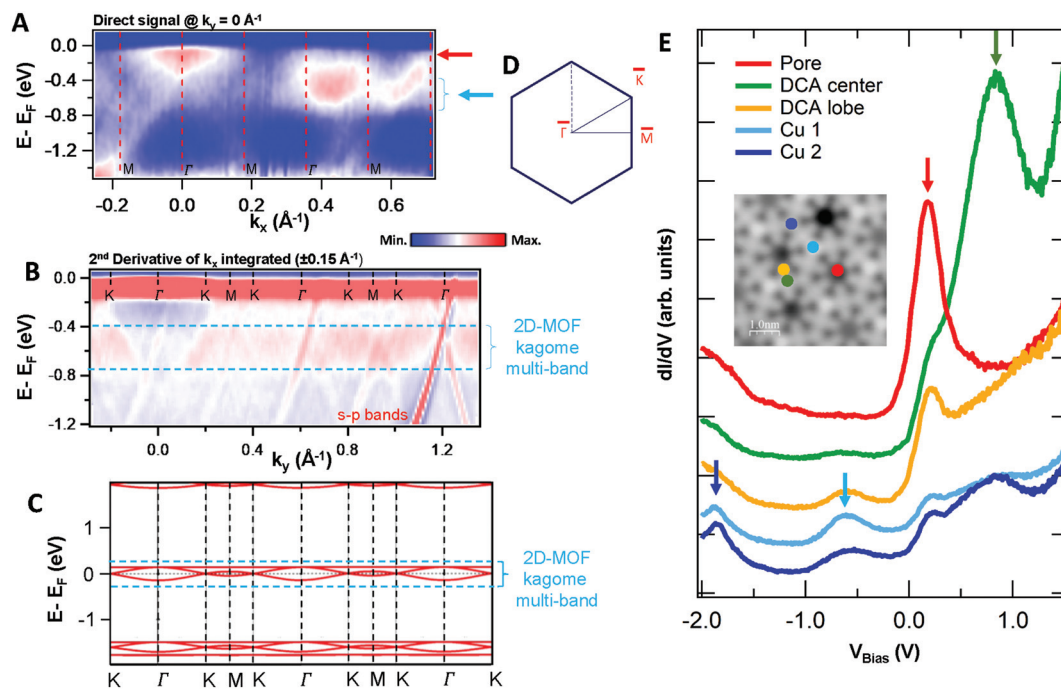 A
Direct signal @ ky = 0 Å-1
0.0
-0.4
-0.8
-1.2
E- EF (eV)
M Γ M Γ M
-0.2 0.0 0.2 0.4 0.6
kx (Å-1)
D
K
Γ
M
Min. Max.
B
2nd Derivative of kx integrated (±0.15 Å-1)
0.0
-0.4
-0.8
-1.2
E- EF (eV)
K Γ K M K Γ K M K Γ
2D-MOF
kagome
multi-band
s-p bands
0.0 0.4 0.8 1.2
ky (Å-1)
C
1
0
-1
E- EF (eV)
2D-MOF
kagome
multi-band
K Γ K M K Γ K M K Γ K
E
Pore
DCA center
DCA lobe
Cu 1
Cu 2
1.0nm
dI/dV (arb. units)
-2.0 -1.0 0.0 1.0
VBias (V)